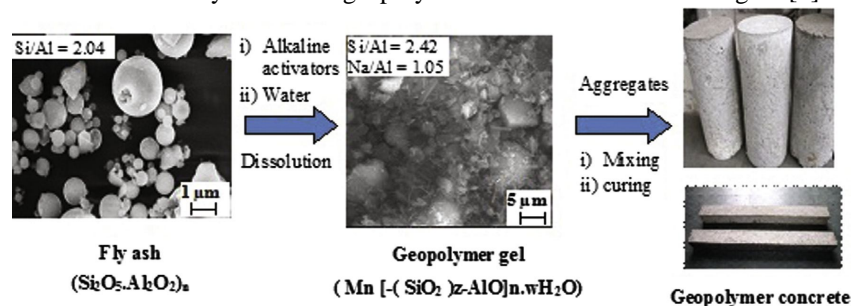 Si/Al = 2.04
1 µm
Fly ash
(Si₂O₅.Al₂O₂)ₙ
i) Alkaline
activators
ii) Water
Dissolution
Si/Al = 2.42
Na/Al = 1.05
5 µm
Geopolymer gel
( Mn [-( SiO₂ )z-AlO]n.wH₂O)
Aggregates
i) Mixing
ii) curing
Geopolymer concrete